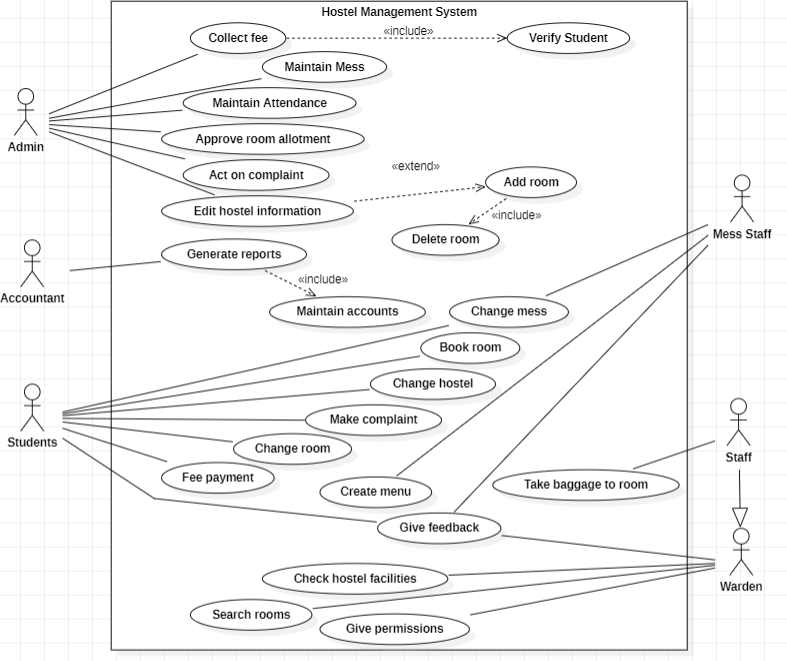 Hostel Management System
Collect fee
«include»
Verify Student
Maintain Mess
Maintain Attendance
Admin
Approve room allotment
Act on complaint
«extend»
Add room
Edit hostel information
«include»
Mess Staff
Delete room
Generate reports
Accountant
«include»
Maintain accounts
Change mess
Book room
Change hostel
Make complaint
Students
Change room
Staff
Fee payment
Take baggage to room
Create menu
Give feedback
Check hostel facilities
Warden
Search rooms
Give permissions